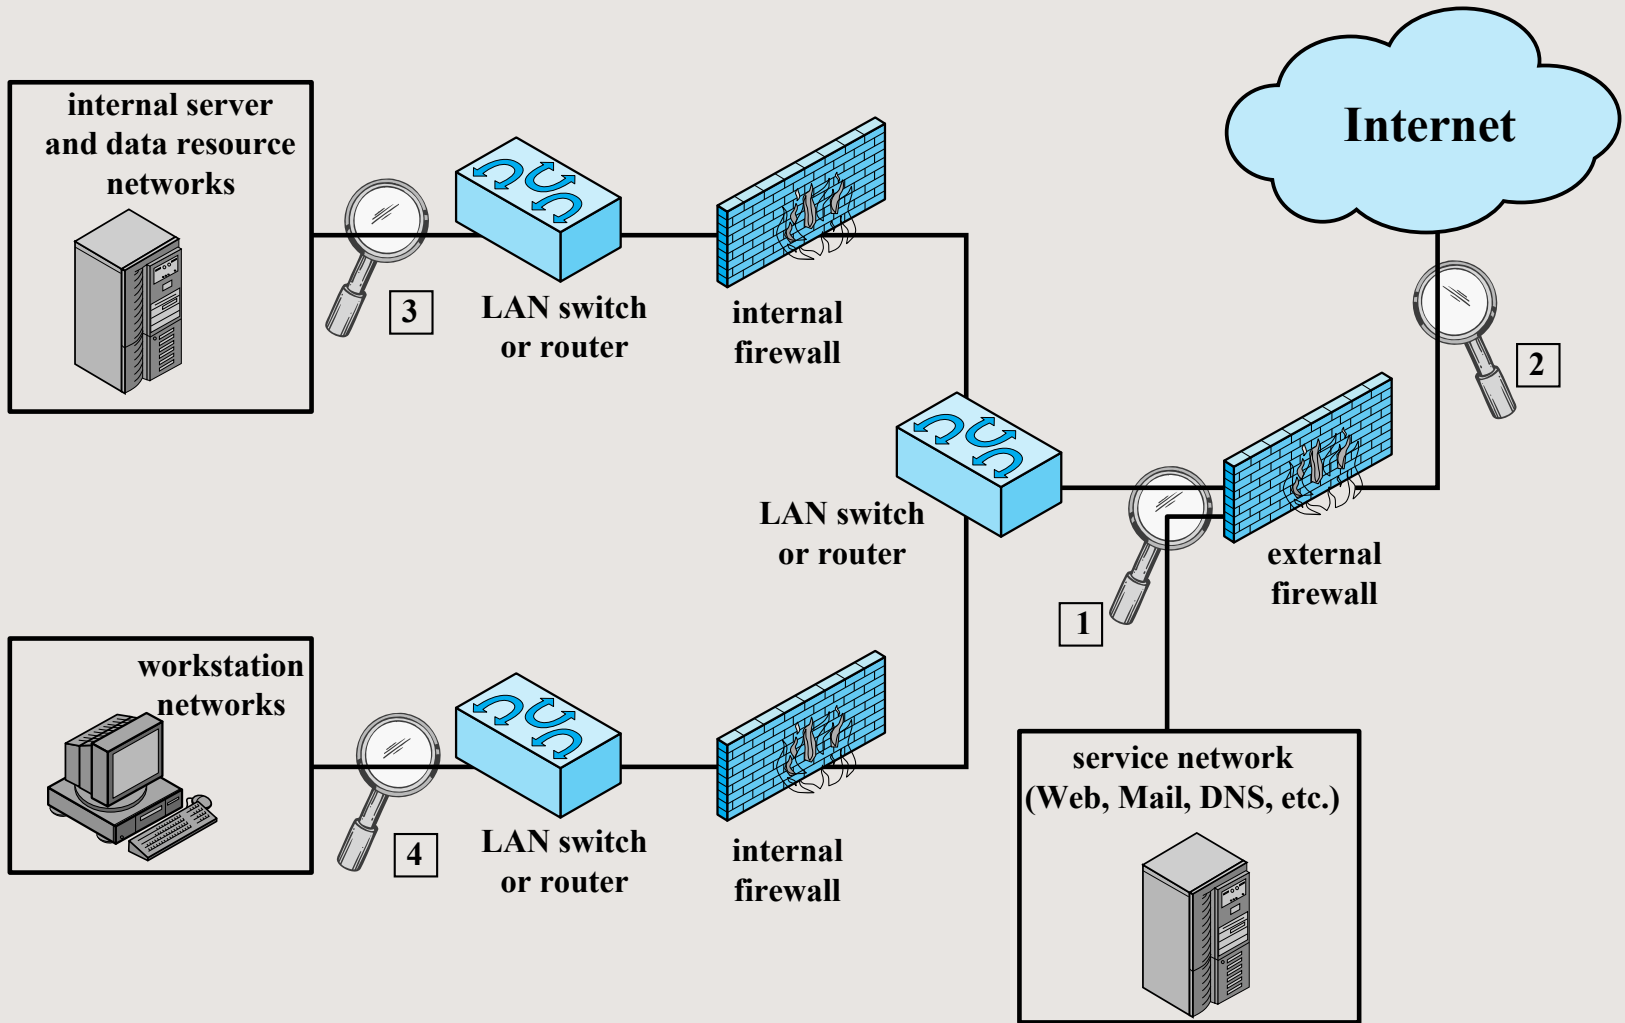 Internet
internal server
and data resource
networks
3
LAN switch
or router
internal
firewall
2
LAN switch
or router
external
firewall
1
workstation
networks
4
LAN switch
or router
internal
firewall
service network
(Web, Mail, DNS, etc.)